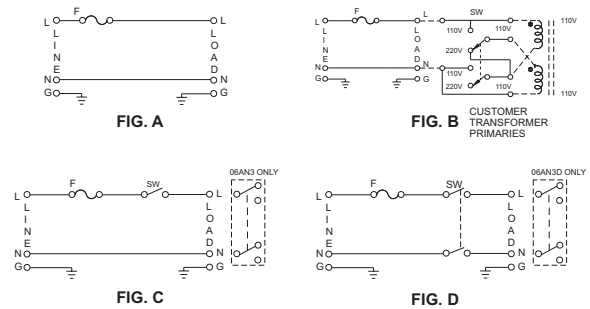 F
L
L
L
I
N
E
L
O
A
D
N
N
G
G
FIG. A
F
L
L
L
L
I
N
E
L
O
A
D
N
N
G
G
SW
110V
110V
110V
220V
110V
220V
110V
110V
FIG. B
CUSTOMER
TRANSFORMER
PRIMARIES
F
SW
L
L
L
I
N
E
L
O
A
D
N
N
G
G
06AN3 ONLY
FIG. C
F
SW
L
L
L
I
N
E
L
O
A
D
N
N
G
G
06AN3D ONLY
FIG. D